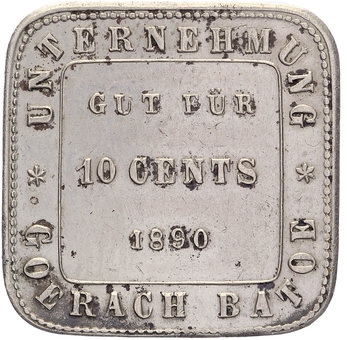 * UNTERNEHMUNG *
GUT FÜR
10 CENTS
1890
GOERACH BATOE